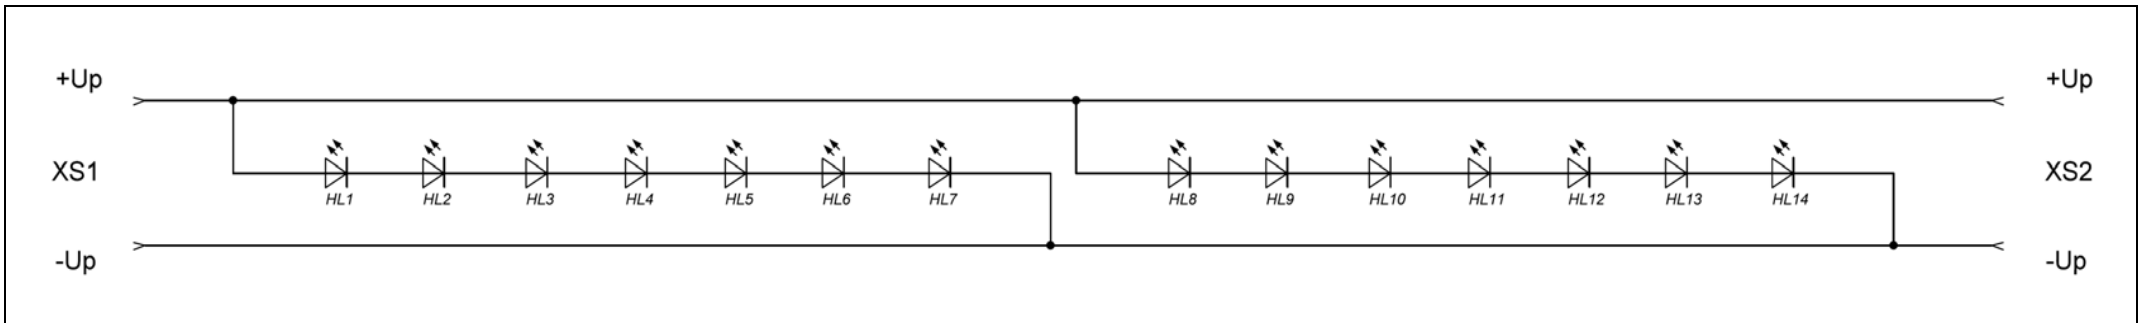 +Up +Up
XS1 XS2
HL1 HL2 HL3 HL4 HL5 HL6 HL7 HL8 HL9 HL10 HL11 HL12 HL13 HL14
-Up -Up